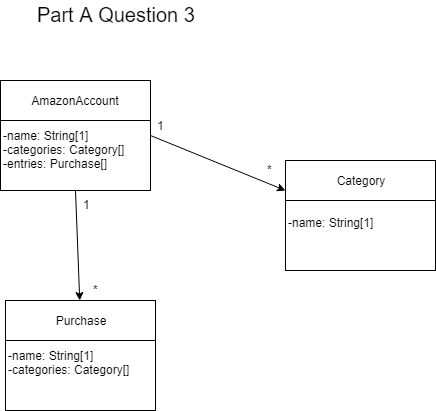 Part A Question 3
AmazonAccount
-name: String[1]
-categories: Category[]
-entries: Purchase[]
1
*
Category
-name: String[1]
1
*
Purchase
-name: String[1]
-categories: Category[]